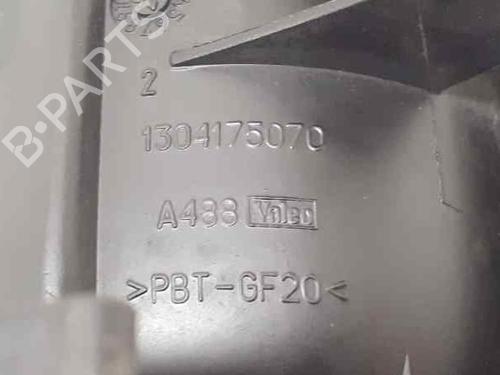 B-PARTS
2
1304175070
A488 Valeo
>PBT-GF20<